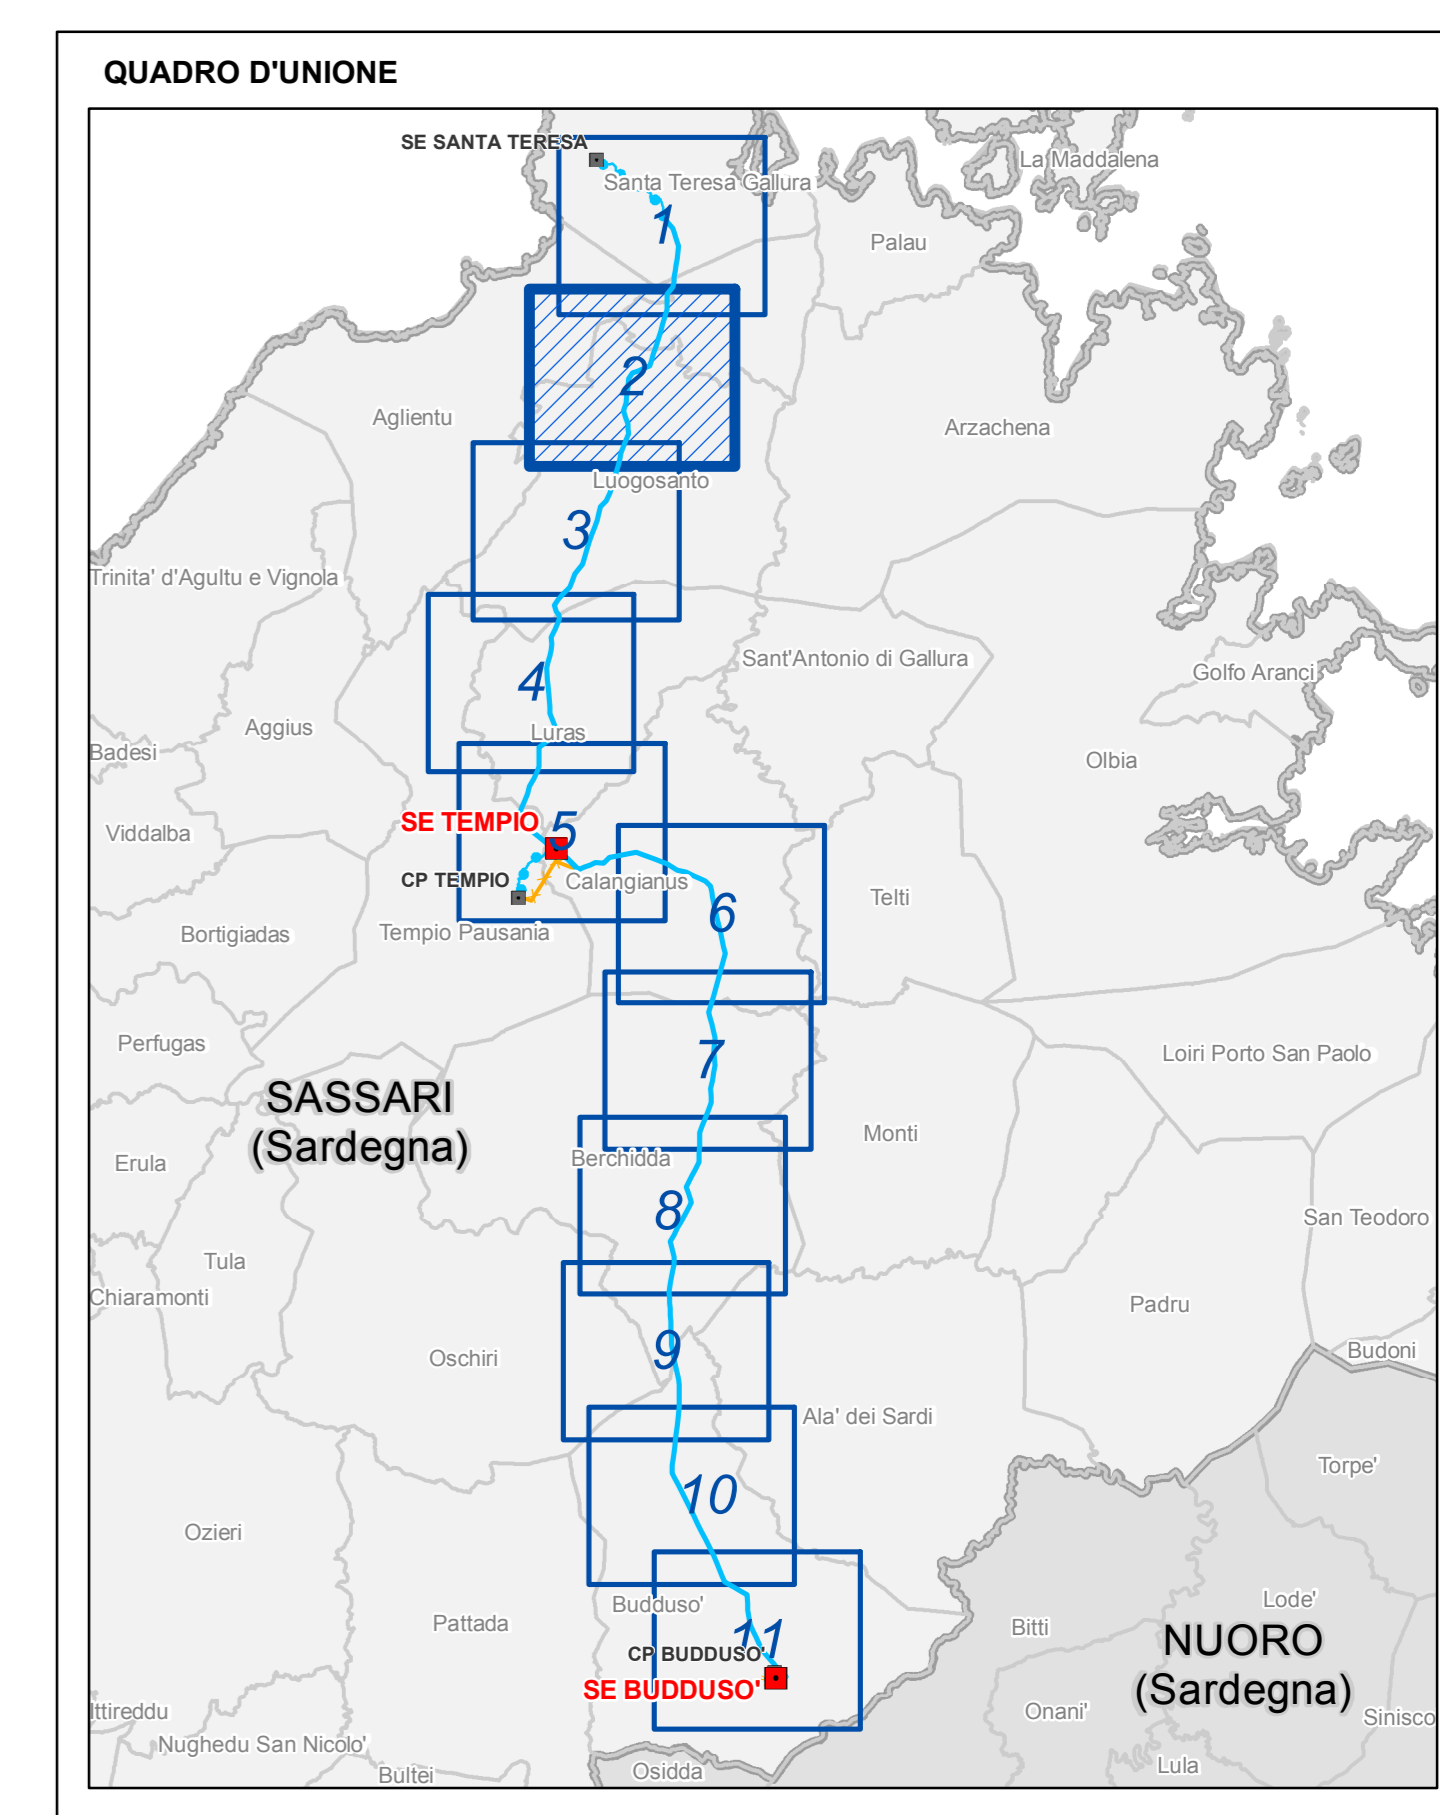 QUADRO D'UNIONE
SE SANTA TERESA
La Maddalena
Santa Teresa Gallura
1
Palau
2
Aglientu
Arzachena
Luogosanto
3
Trinita' d'Agultu e Vignola
Sant'Antonio di Gallura
Golfo Aranci
4
Aggius
Luras
Badesi
Olbia
SE TEMPIO
5
Viddalba
CP TEMPIO
Calangianus
Telti
6
Tempio Pausania
Bortigiadas
Perfugas
7
Loiri Porto San Paolo
SASSARI
(Sardegna)
Monti
Berchidda
Erula
8
San Teodoro
Tula
Chiaramonti
Padru
9
Oschiri
Budoni
Ala' dei Sardi
Torpe'
10
Ozieri
Lode'
Budduso'
Pattada
Bitti
11
NUORO
(Sardegna)
CP BUDDUSO'
SE BUDDUSO'
Ittireddu
Onani'
Sinisco
Nughedu San Nicolo'
Lula
Osidda
Bultei